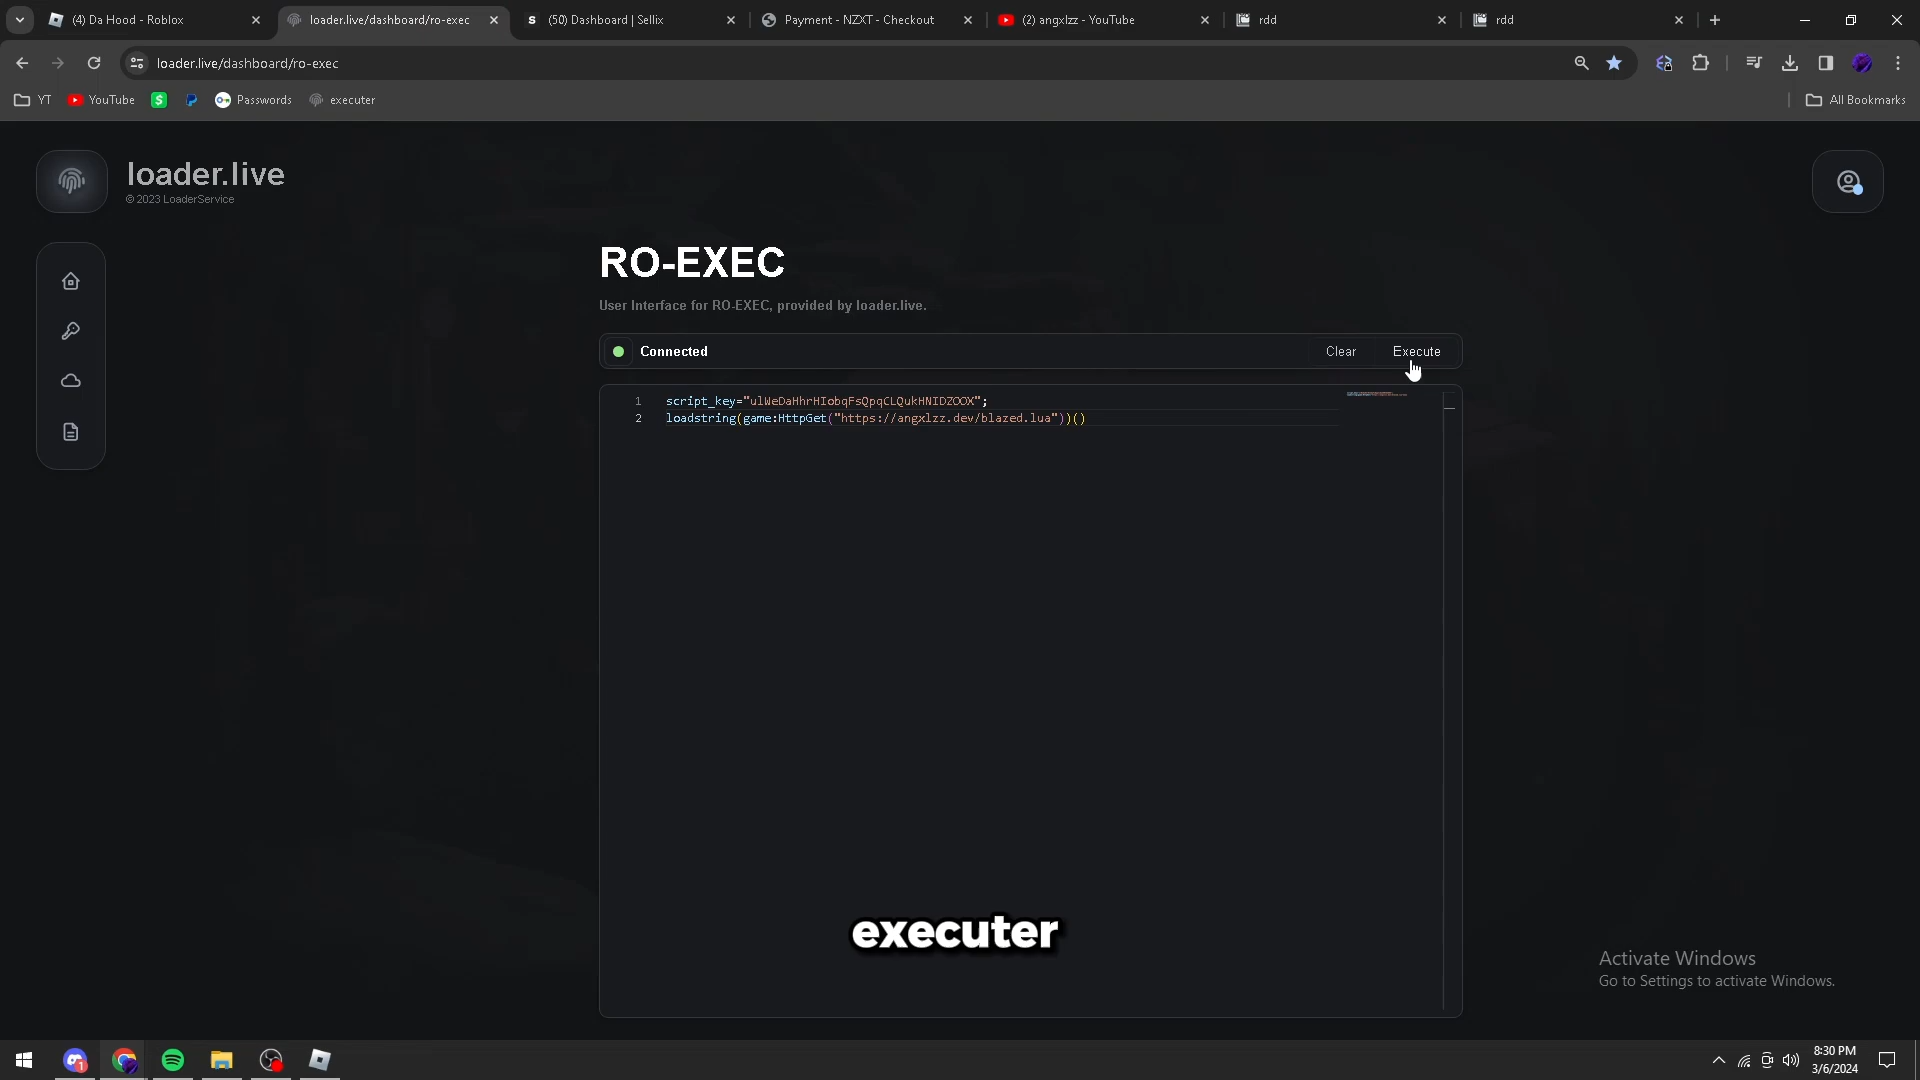 (4) Da Hood - Roblox
loader.live/dashboard/ro-exec
S (50) Dashboard | Sellix
Payment - NZXT - Checkout
(2) angxlzz - YouTube
rdd
rdd
loader.live/dashboard/ro-exec
YT
YouTube
Passwords
executer
All Bookmarks
loader.live
© 2023 LoaderService
RO-EXEC
User Interface for RO-EXEC, provided by loader.live.
Connected
Clear
Execute
1 script_key="ulWeDaHhrHIobqFsQpqCLQukHNIDZOOX";
2 loadstring(game:HttpGet("https://angxlzz.dev/blazed.lua"))()
executer
Activate Windows
Go to Settings to activate Windows.
8:30 PM
3/6/2024